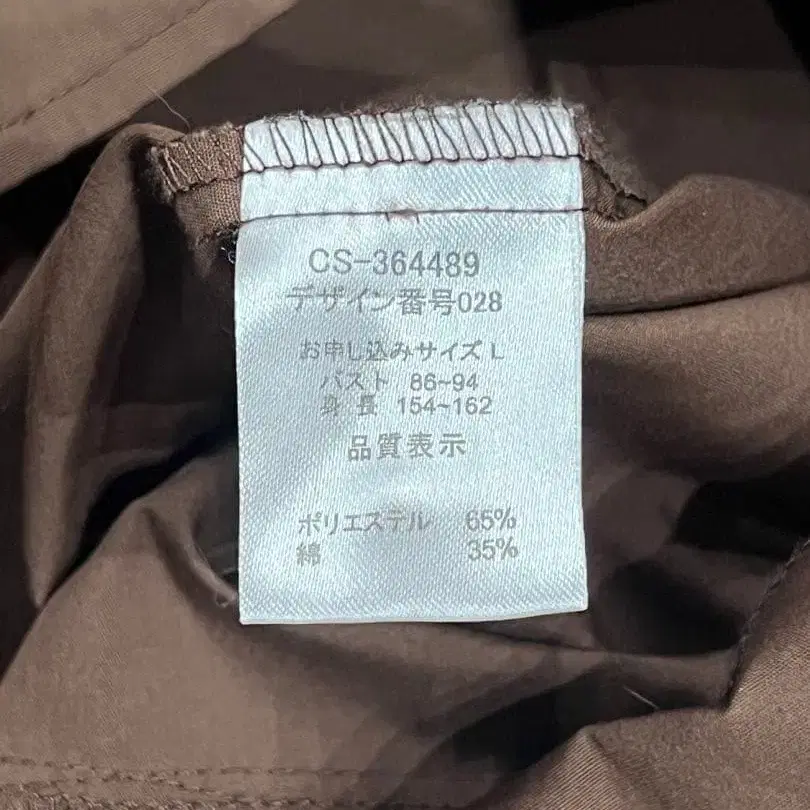 CS-364489
デザイン番号028
お申し込みサイズ L
バスト 86~94
身長 154~162
品質表示
ポリエステル 65%
綿 35%